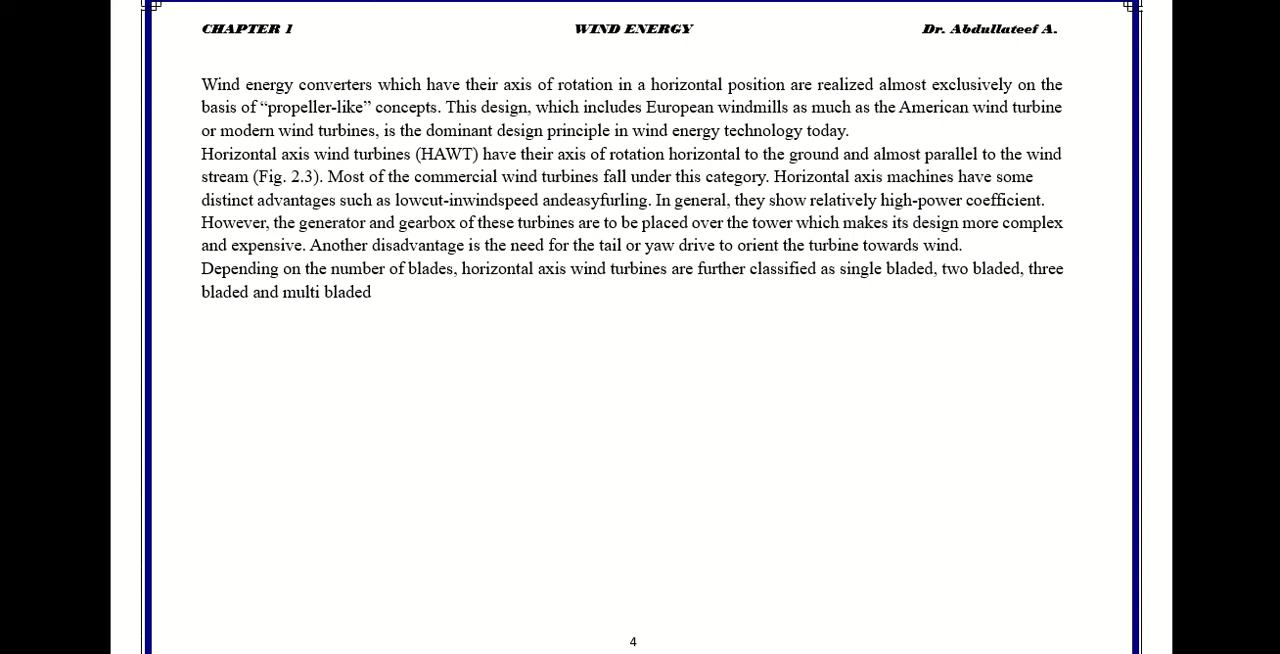 CHAPTER 1 WIND ENERGY Dr. Abdullateef A.
Wind energy converters which have their axis of rotation in a horizontal position are realized almost exclusively on the
basis of “propeller-like” concepts. This design, which includes European windmills as much as the American wind turbine
or modern wind turbines, is the dominant design principle in wind energy technology today.
Horizontal axis wind turbines (HAWT) have their axis of rotation horizontal to the ground and almost parallel to the wind
stream (Fig. 2.3). Most of the commercial wind turbines fall under this category. Horizontal axis machines have some
distinct advantages such as lowcut-inwindspeed andeasyfurling. In general, they show relatively high-power coefficient.
However, the generator and gearbox of these turbines are to be placed over the tower which makes its design more complex
and expensive. Another disadvantage is the need for the tail or yaw drive to orient the turbine towards wind.
Depending on the number of blades, horizontal axis wind turbines are further classified as single bladed, two bladed, three
bladed and multi bladed
4